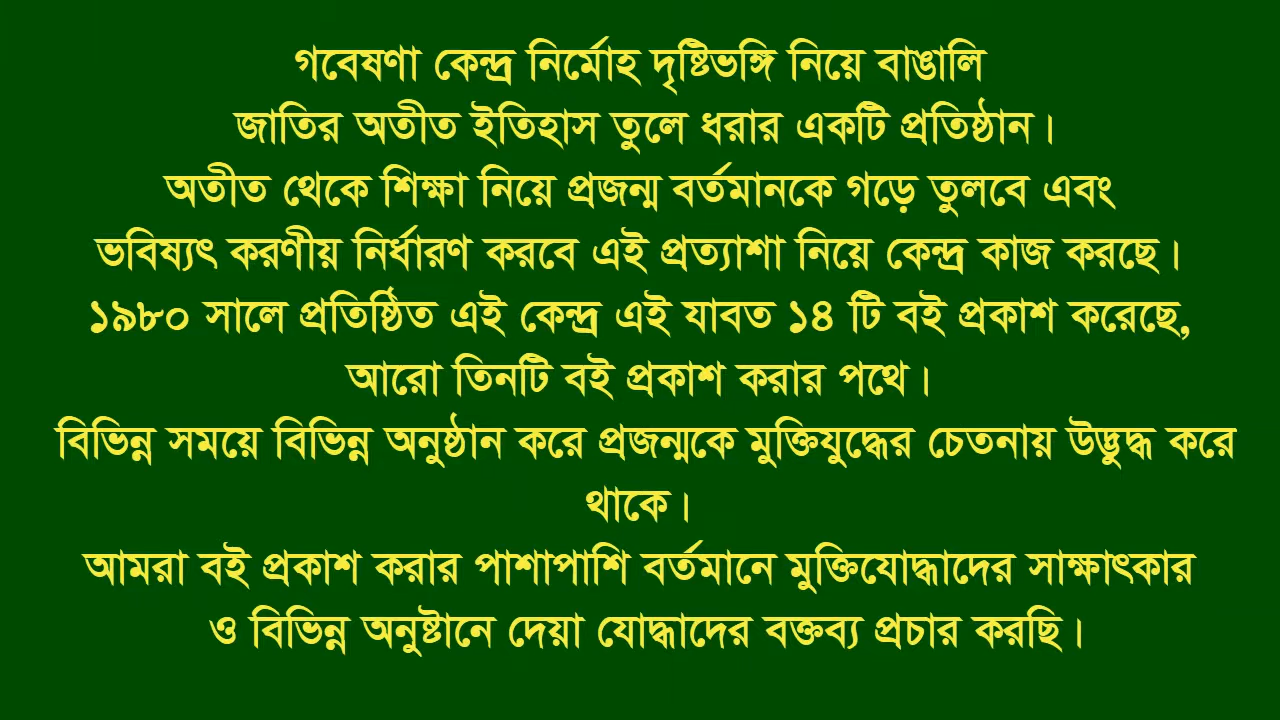 গবেষণা কেন্দ্র নির্মোহ দৃষ্টিভঙ্গি নিয়ে বাঙালি
জাতির অতীত ইতিহাস তুলে ধরার একটি প্রতিষ্ঠান।
অতীত থেকে শিক্ষা নিয়ে প্রজন্ম বর্তমানকে গড়ে তুলবে এবং
ভবিষ্যৎ করণীয় নির্ধারণ করবে এই প্রত্যাশা নিয়ে কেন্দ্র কাজ করছে।
১৯৮০ সালে প্রতিষ্ঠিত এই কেন্দ্র এই যাবত ১৪ টি বই প্রকাশ করেছে,
আরো তিনটি বই প্রকাশ করার পথে।
বিভিন্ন সময়ে বিভিন্ন অনুষ্ঠান করে প্রজন্মকে মুক্তিযুদ্ধের চেতনায় উদ্ভুদ্ধ করে
থাকে।
আমরা বই প্রকাশ করার পাশাপাশি বর্তমানে মুক্তিযোদ্ধাদের সাক্ষাৎকার
ও বিভিন্ন অনুষ্টানে দেয়া যোদ্ধাদের বক্তব্য প্রচার করছি।